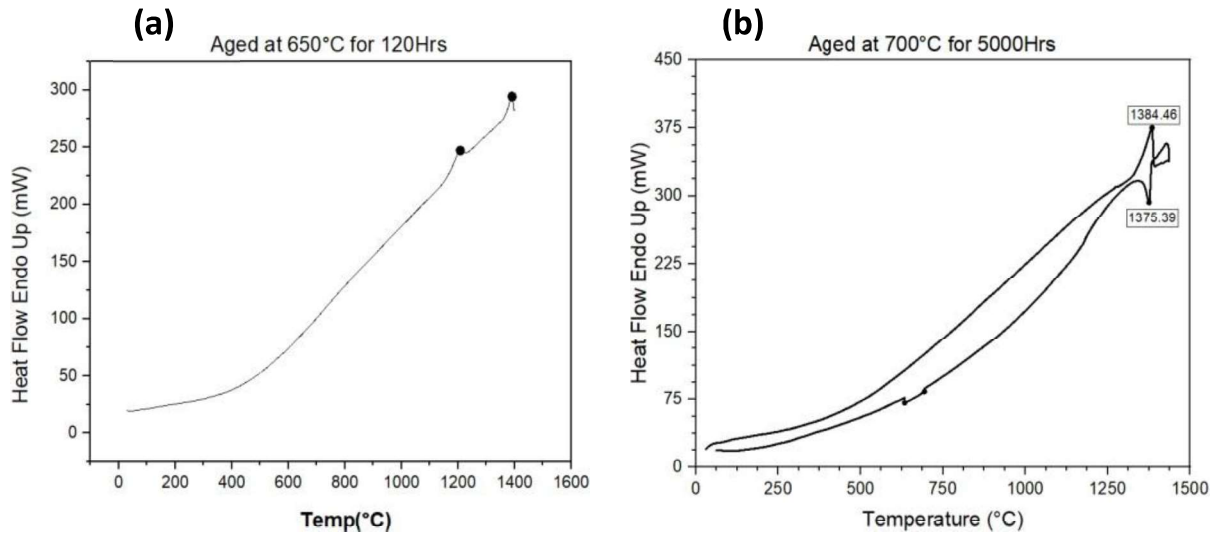 (a)
Aged at 650°C for 120Hrs
Heat Flow Endo Up (mW)
300
250
200
150
100
50
0
0 200 400 600 800 1000 1200 1400 1600
Temp(°C)
(b)
Aged at 700°C for 5000Hrs
Heat Flow Endo Up (mW)
450
375
300
225
150
75
0
1384.46
1375.39
0 250 500 750 1000 1250 1500
Temperature (°C)